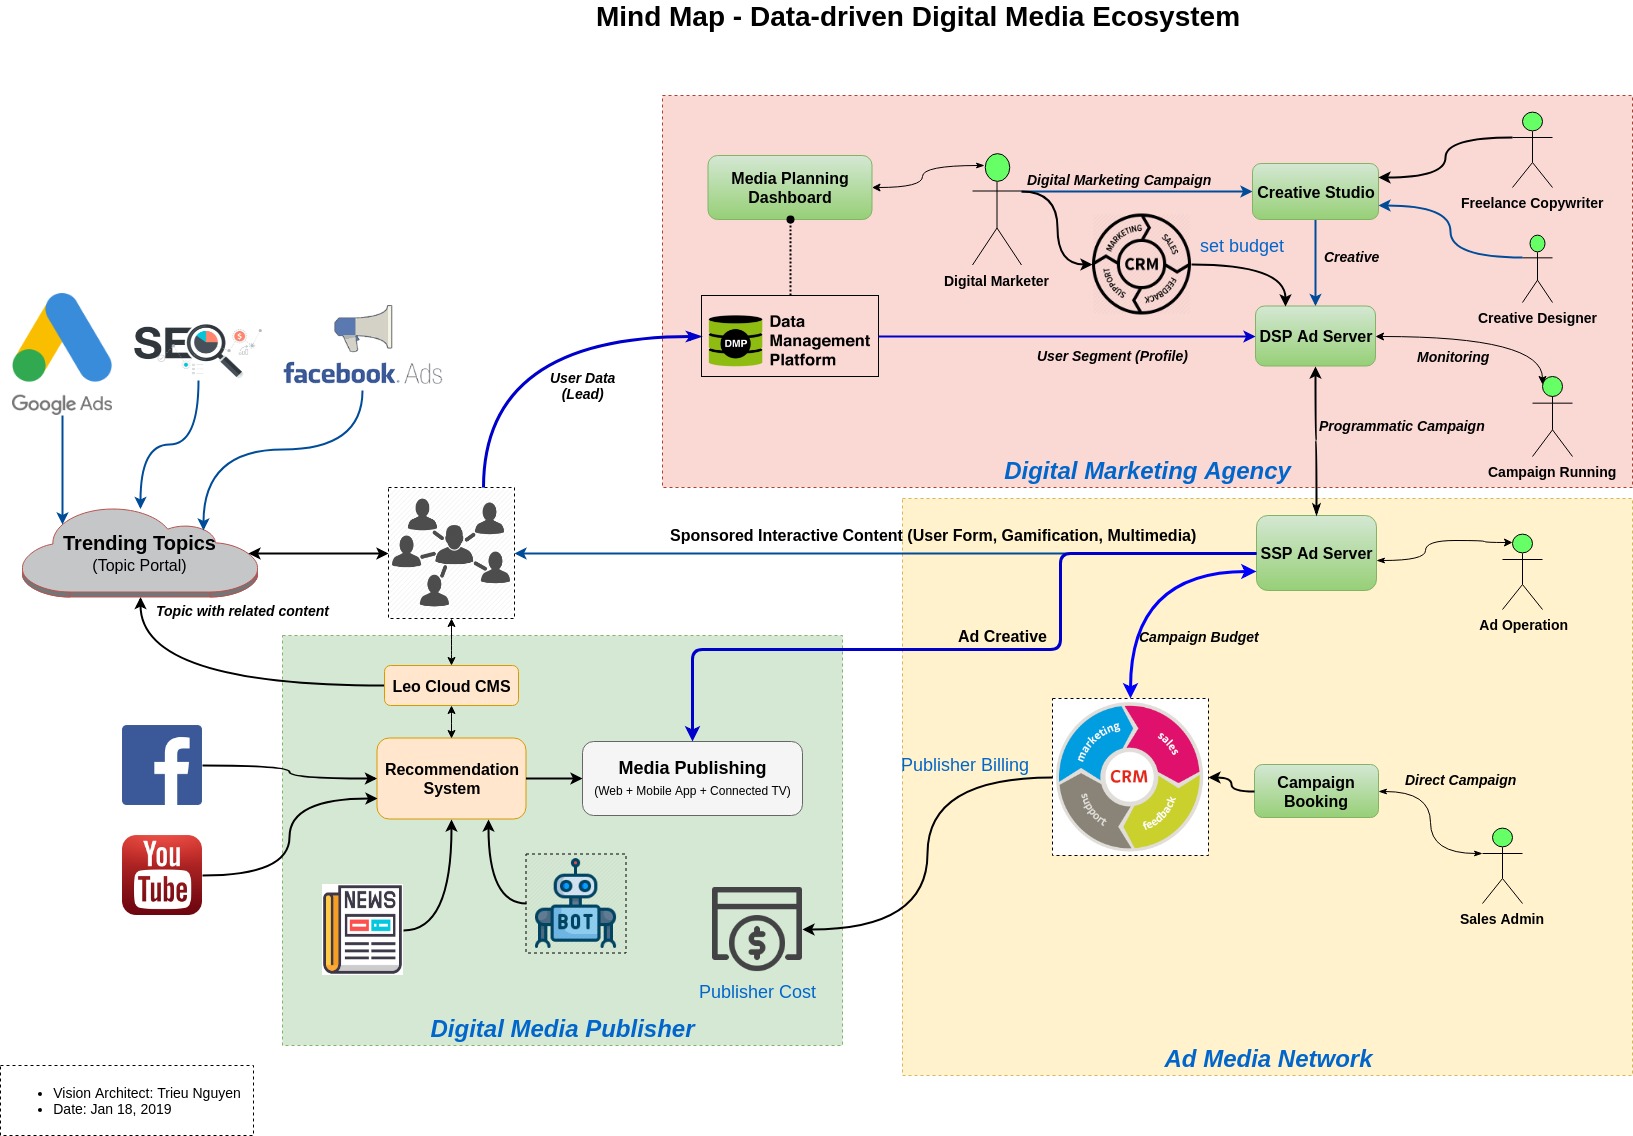 Mind Map - Data-driven Digital Media Ecosystem
Media Planning
Dashboard
Digital Marketing Campaign
Digital Marketer
Creative Studio
Freelance Copywriter
MARKETING
SALES
CRM
SUPPORT
FEEDBACK
set budget
Creative
Creative Designer
DMP
Data
Management
Platform
User Segment (Profile)
DSP Ad Server
Monitoring
Campaign Running
Programmatic Campaign
Digital Marketing Agency
Google Ads
SEO
facebook. Ads
User Data
(Lead)
Trending Topics
(Topic Portal)
Topic with related content
Sponsored Interactive Content (User Form, Gamification, Multimedia)
SSP Ad Server
Ad Operation
Ad Creative
Campaign Budget
Leo Cloud CMS
f
Recommendation
System
Media Publishing
(Web + Mobile App + Connected TV)
You
Tube
NEWS
BOT
Publisher Cost
Digital Media Publisher
Publisher Billing
marketing
sales
CRM
support
feedback
Campaign
Booking
Direct Campaign
Sales Admin
Ad Media Network
• Vision Architect: Trieu Nguyen
• Date: Jan 18, 2019